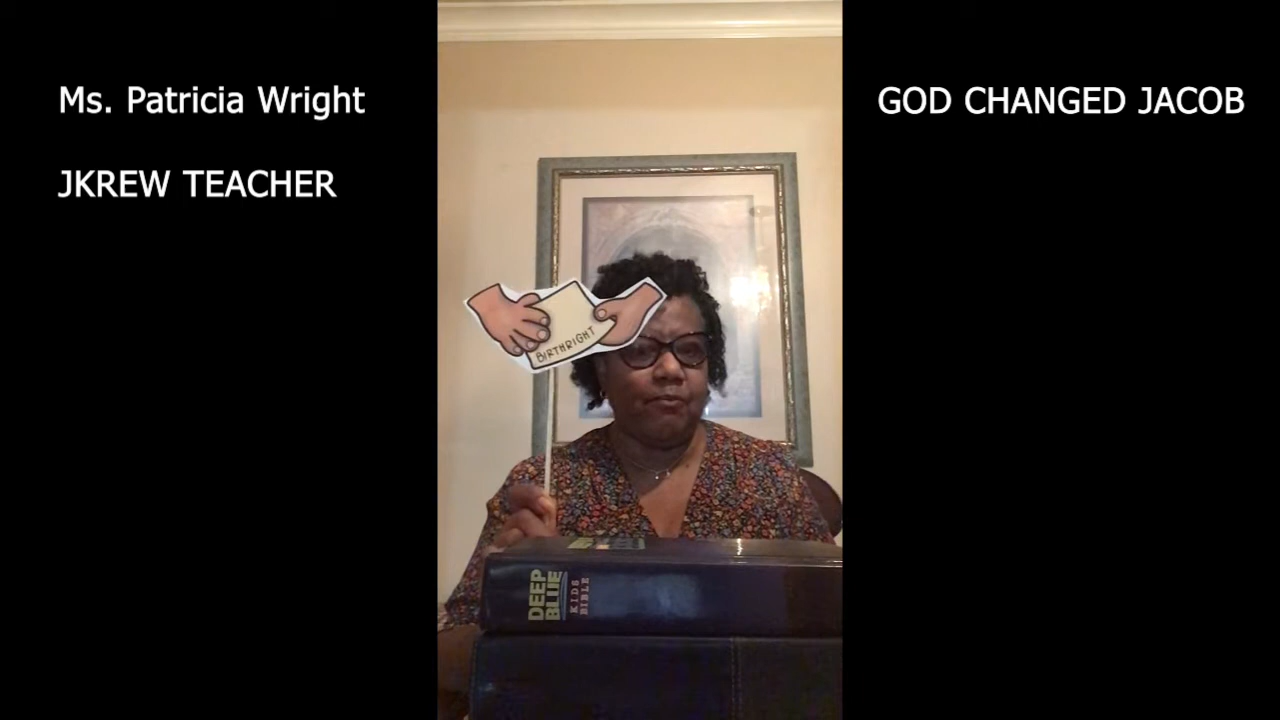 Ms. Patricia Wright
JKREW TEACHER
GOD CHANGED JACOB
BIRTHRIGHT
DEEP
BLUE
KIDS
BIBLE